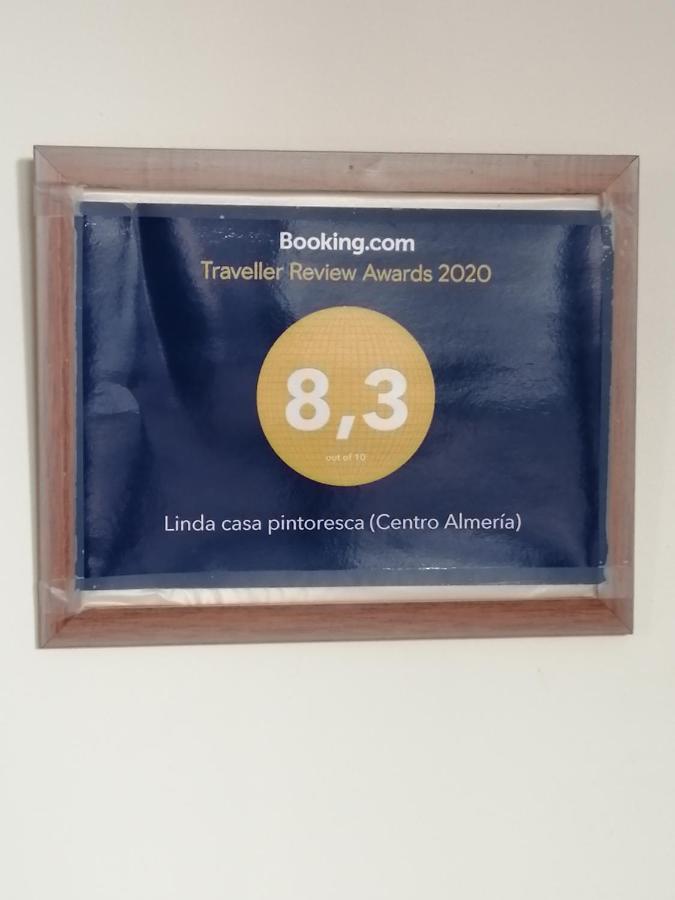 Booking.com
Traveller Review Awards 2020
8,3
out of 10
Linda casa pintoresca (Centro Almería)